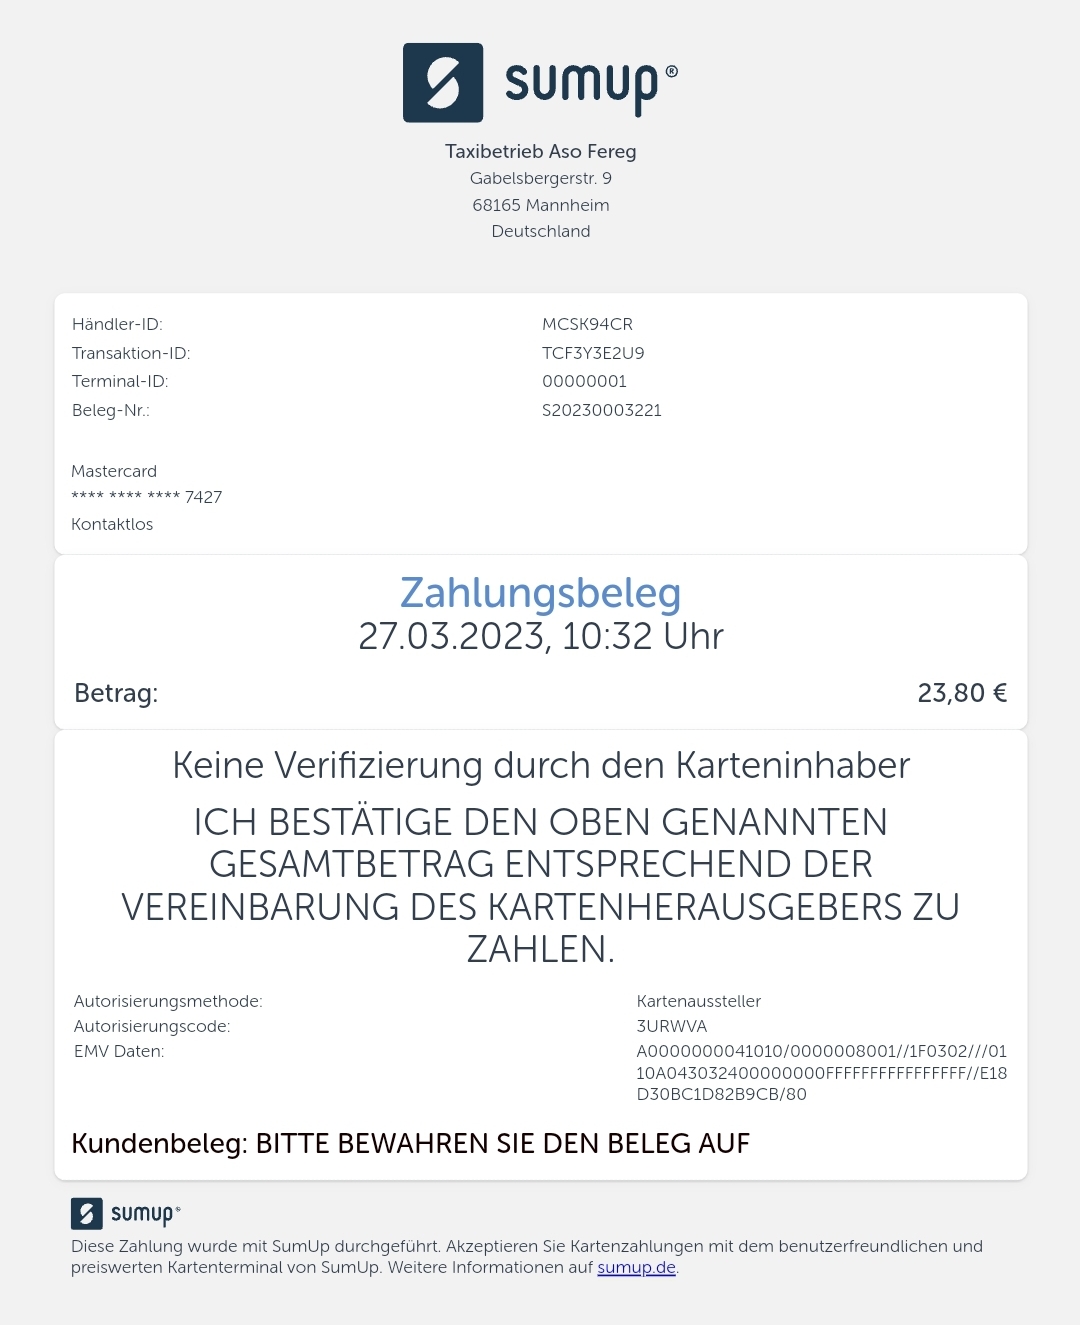 sumup®
Taxibetrieb Aso Fereg
Gabelsbergerstr. 9
68165 Mannheim
Deutschland
Händler-ID: MCSK94CR
Transaktion-ID: TCF3Y3E2U9
Terminal-ID: 00000001
Beleg-Nr.: S20230003221
Mastercard
**** **** **** 7427
Kontaktlos
Zahlungsbeleg
27.03.2023, 10:32 Uhr
Betrag: 23,80 €
Keine Verifizierung durch den Karteninhaber
ICH BESTÄTIGE DEN OBEN GENANNTEN
GESAMTBETRAG ENTSPRECHEND DER
VEREINBARUNG DES KARTENHERAUSGEBERS ZU
ZAHLEN.
Autorisierungsmethode: Kartenaussteller
Autorisierungscode: 3URWVA
EMV Daten: A0000000041010/0000008001//1F0302///01
10A043032400000000FFFFFFFFFFFFFFFF//E18
D30BC1D82B9CB/80
Kundenbeleg: BITTE BEWAHREN SIE DEN BELEG AUF
sumup®
Diese Zahlung wurde mit SumUp durchgeführt. Akzeptieren Sie Kartenzahlungen mit dem benutzerfreundlichen und
preiswerten Kartenterminal von SumUp. Weitere Informationen auf sumup.de.